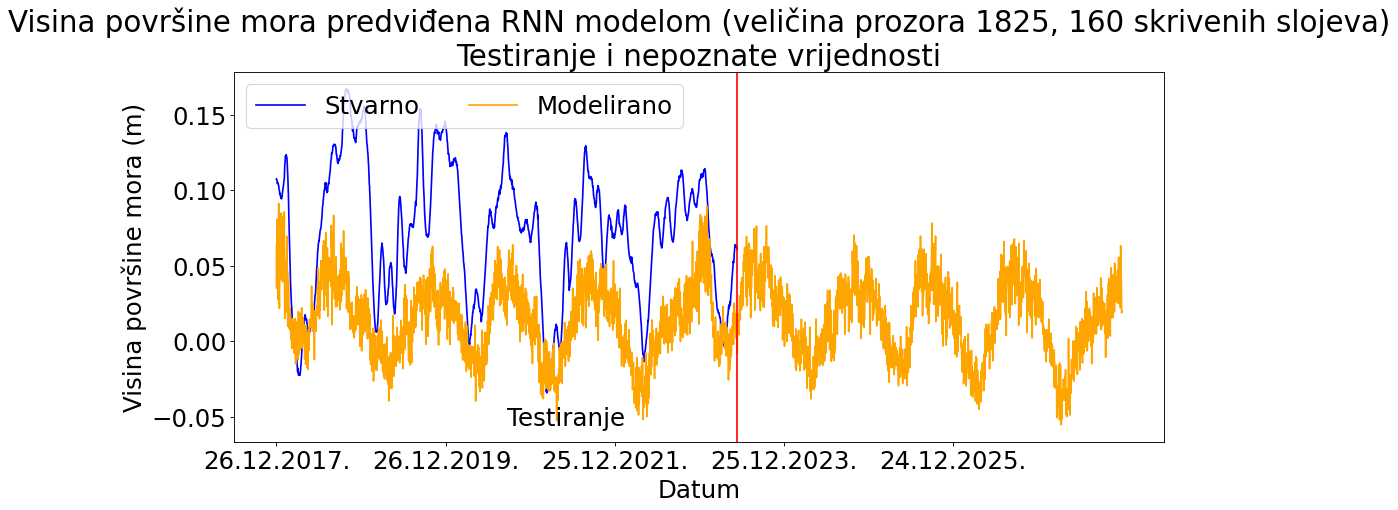 Visina površine mora predviđena RNN modelom (veličina prozora 1825, 160 skrivenih slojeva)
Testiranje i nepoznate vrijednosti
Stvarno Modelirano
Visina površine mora (m)
0.15
0.10
0.05
0.00
−0.05
Testiranje
26.12.2017. 26.12.2019. 25.12.2021. 25.12.2023. 24.12.2025.
Datum